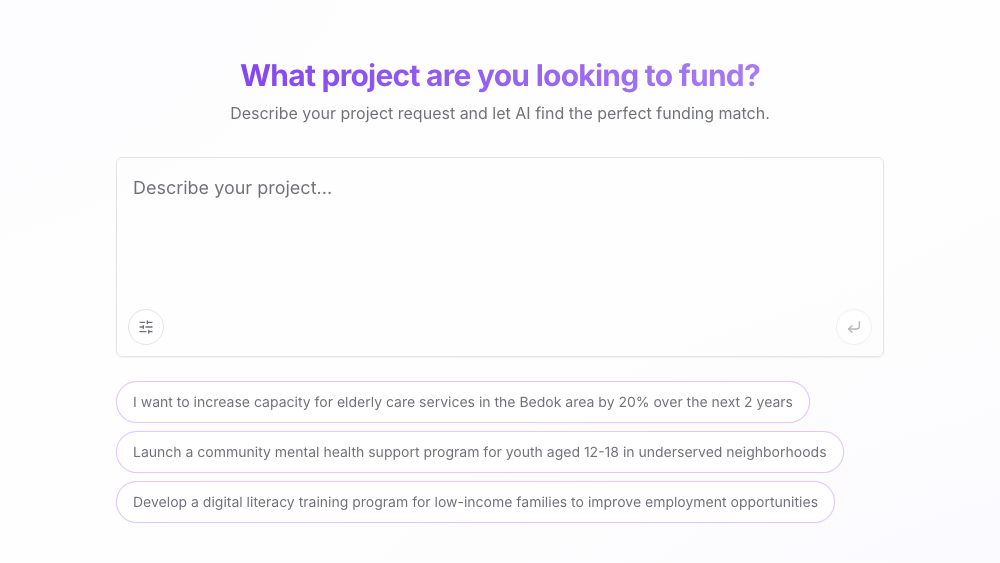 What project are you looking to fund?
Describe your project request and let AI find the perfect funding match.
Describe your project...
I want to increase capacity for elderly care services in the Bedok area by 20% over the next 2 years
Launch a community mental health support program for youth aged 12-18 in underserved neighborhoods
Develop a digital literacy training program for low-income families to improve employment opportunities